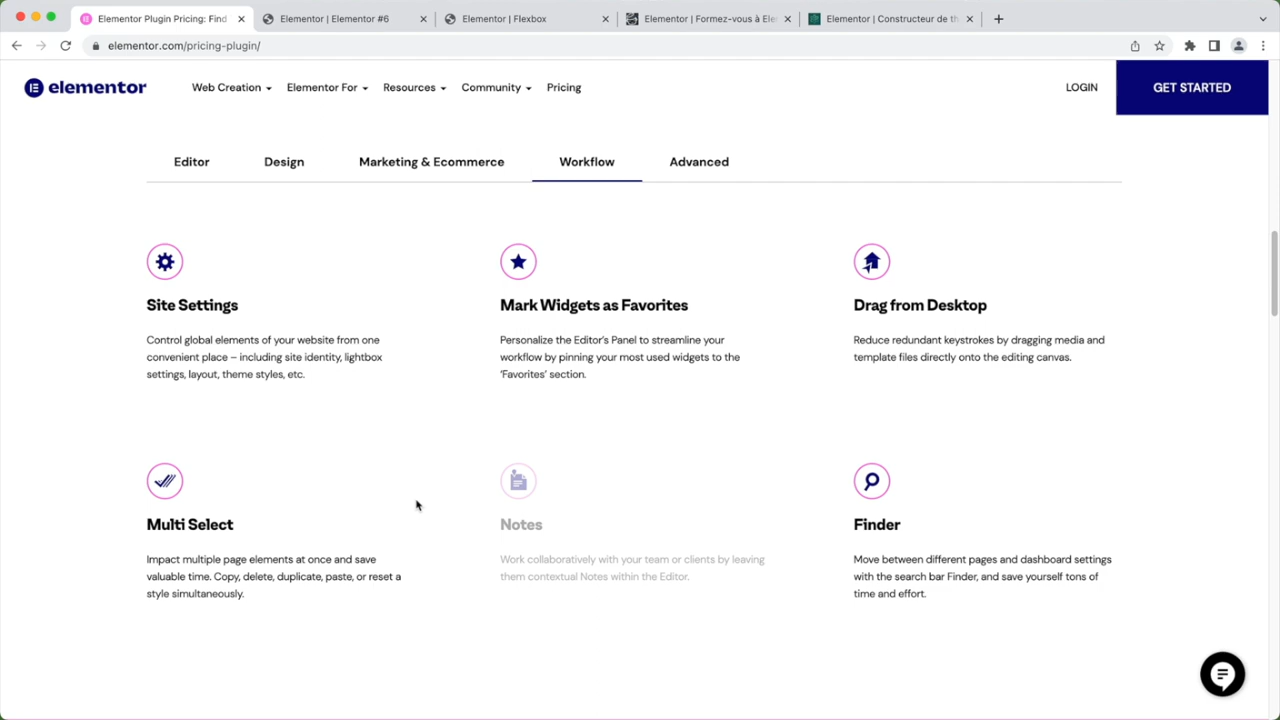 Elementor Plugin Pricing: Find
Elementor | Elementor #6
Elementor | Flexbox
Elementor | Formez-vous à Ele
Elementor | Constructeur de th
elementor.com/pricing-plugin/
elementor
Web Creation
Elementor For
Resources
Community
Pricing
LOGIN
GET STARTED
Editor
Design
Marketing & Ecommerce
Workflow
Advanced
Site Settings
Control global elements of your website from one
convenient place – including site identity, lightbox
settings, layout, theme styles, etc.
Mark Widgets as Favorites
Personalize the Editor's Panel to streamline your
workflow by pinning your most used widgets to the
'Favorites' section.
Drag from Desktop
Reduce redundant keystrokes by dragging media and
template files directly onto the editing canvas.
Multi Select
Impact multiple page elements at once and save
valuable time. Copy, delete, duplicate, paste, or reset a
style simultaneously.
Notes
Work collaboratively with your team or clients by leaving
them contextual Notes within the Editor.
Finder
Move between different pages and dashboard settings
with the search bar Finder, and save yourself tons of
time and effort.